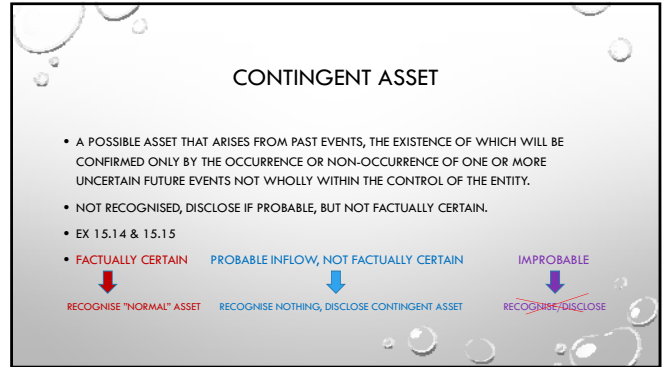 CONTINGENT ASSET
• A POSSIBLE ASSET THAT ARISES FROM PAST EVENTS, THE EXISTENCE OF WHICH WILL BE
CONFIRMED ONLY BY THE OCCURRENCE OR NON-OCCURRENCE OF ONE OR MORE
UNCERTAIN FUTURE EVENTS NOT WHOLLY WITHIN THE CONTROL OF THE ENTITY.
• NOT RECOGNISED, DISCLOSE IF PROBABLE, BUT NOT FACTUALLY CERTAIN.
• EX 15.14 & 15.15
• FACTUALLY CERTAIN PROBABLE INFLOW, NOT FACTUALLY CERTAIN IMPROBABLE
RECOGNISE "NORMAL" ASSET RECOGNISE NOTHING, DISCLOSE CONTINGENT ASSET RECOGNISE/DISCLOSE